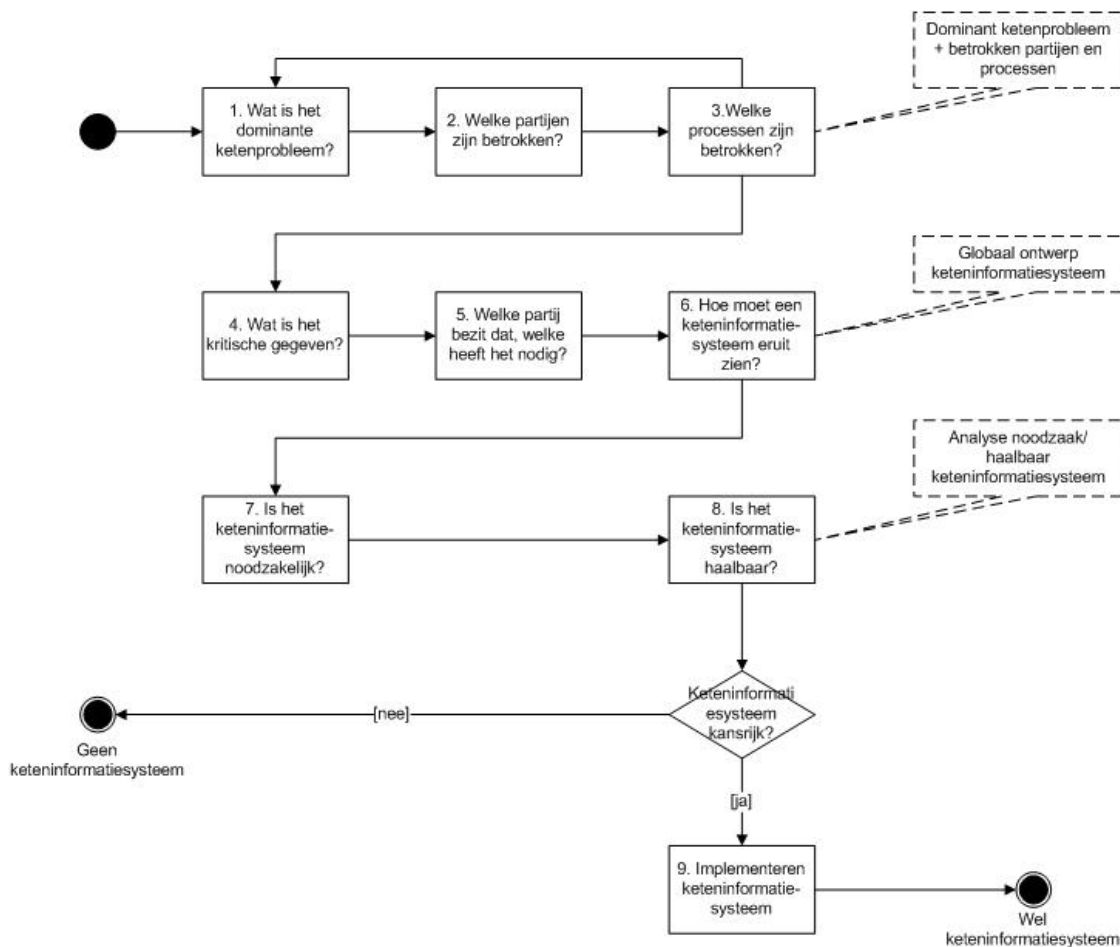 Dominant ketenprobleem
+ betrokken partijen en
processen
1. Wat is het
dominante
ketenprobleem?
2. Welke partijen
zijn betrokken?
3.Welke
processen zijn
betrokken?
Globaal ontwerp
keteninformatiesysteem
4. Wat is het
kritische gegeven?
5. Welke partij
bezit dat, welke
heeft het nodig?
6. Hoe moet een
keteninformatie-
systeem eruit
zien?
Analyse noodzaak/
haalbaar
keteninformatiesysteem
7. Is het
keteninformatie-
systeem
noodzakelijk?
8. Is het
keteninformatie-
systeem
haalbaar?
Keteninformati
esysteem
kansrijk?
[nee]
Geen
keteninformatiesysteem
[ja]
9. Implementeren
keteninformatie-
systeem
Wel
keteninformatiesysteem